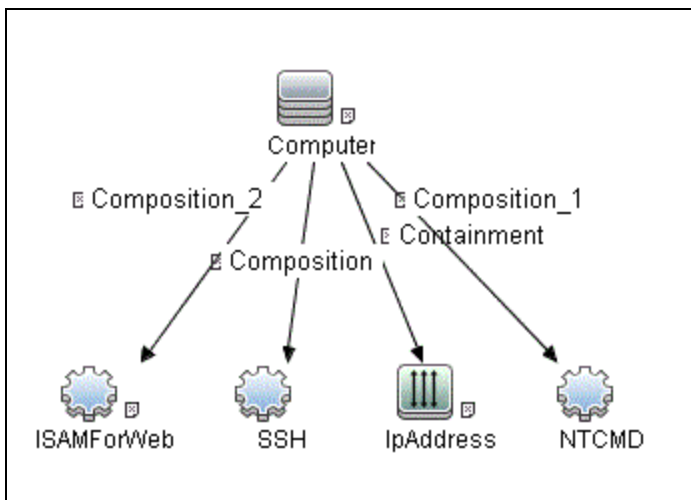 Computer
Composition_2
Composition_1
Containment
Composition
ISAMForWeb
SSH
IpAddress
NTCMD